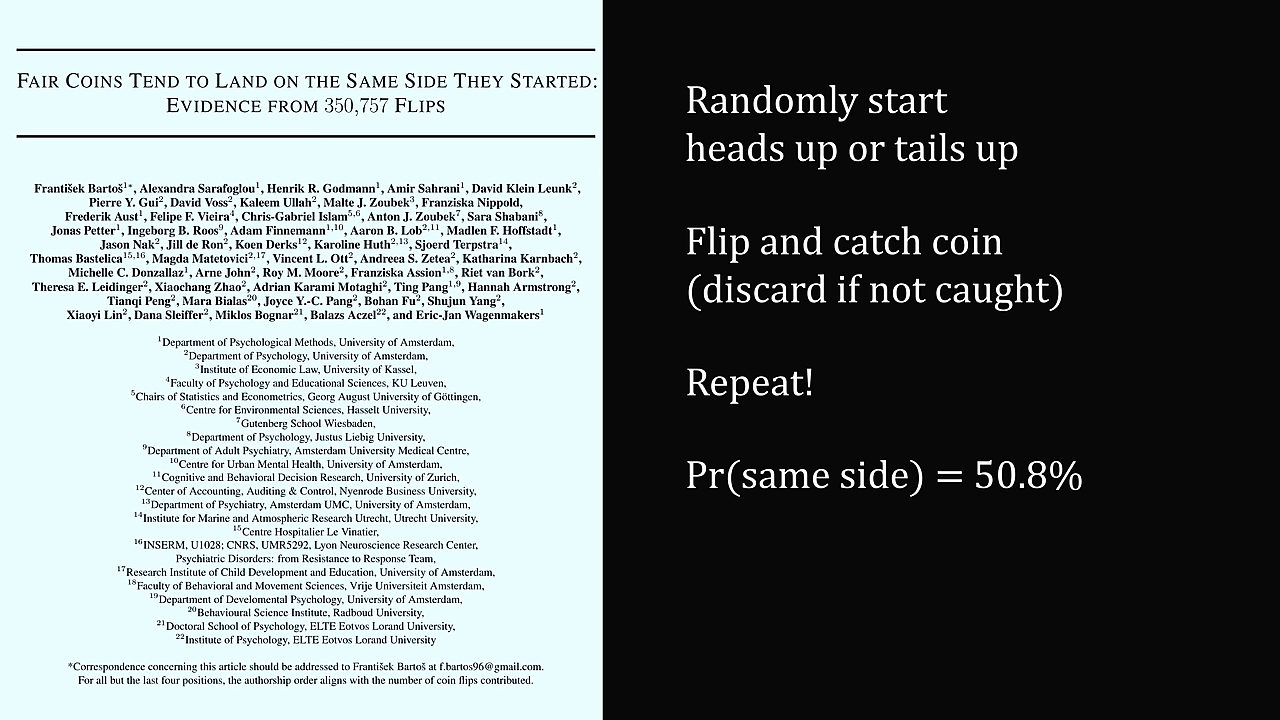 FAIR COINS TEND TO LAND ON THE SAME SIDE THEY STARTED:
EVIDENCE FROM 350,757 FLIPS
František Bartoš1*, Alexandra Sarafoglou1, Henrik R. Godmann1, Amir Sahrani1, David Klein Leunk2,
Pierre Y. Gui2, David Voss2, Kaleem Ullah2, Malte J. Zoubek3, Franziska Nippold,
Frederik Aust1, Felipe F. Vieira4, Chris-Gabriel Islam5,6, Anton J. Zoubek7, Sara Shabani8,
Jonas Petter1, Ingeborg B. Roos9, Adam Finnemann1,10, Aaron B. Lob2,11, Madlen F. Hoffstadt1,
Jason Nak2, Jill de Ron2, Koen Derks12, Karoline Huth2,13, Sjoerd Terpstra14,
Thomas Bastelica15,16, Magda Matetovici2,17, Vincent L. Ott2, Andreea S. Zetea2, Katharina Karnbach2,
Michelle C. Donzallaz1, Arne John2, Roy M. Moore2, Franziska Assion1,8, Riet van Bork2,
Theresa E. Leidinger2, Xiaochang Zhao2, Adrian Karami Motaghi2, Ting Pang1,9, Hannah Armstrong2,
Tianqi Peng2, Mara Bialas20, Joyce Y.-C. Pang2, Bohan Fu2, Shujun Yang2,
Xiaoyi Lin2, Dana Sleiffer2, Miklos Bognar21, Balazs Aczel22, and Eric-Jan Wagenmakers1
1Department of Psychological Methods, University of Amsterdam,
2Department of Psychology, University of Amsterdam,
3Institute of Economic Law, University of Kassel,
4Faculty of Psychology and Educational Sciences, KU Leuven,
5Chairs of Statistics and Econometrics, Georg August University of Göttingen,
6Centre for Environmental Sciences, Hasselt University,
7Gutenberg School Wiesbaden,
8Department of Psychology, Justus Liebig University,
9Department of Adult Psychiatry, Amsterdam University Medical Centre,
10Centre for Urban Mental Health, University of Amsterdam,
11Cognitive and Behavioral Decision Research, University of Zurich,
12Center of Accounting, Auditing & Control, Nyenrode Business University,
13Department of Psychiatry, Amsterdam UMC, University of Amsterdam,
14Institute for Marine and Atmospheric Research Utrecht, Utrecht University,
15Centre Hospitalier Le Vinatier,
16INSERM, U1028; CNRS, UMR5292, Lyon Neuroscience Research Center,
Psychiatric Disorders: from Resistance to Response Team,
17Research Institute of Child Development and Education, University of Amsterdam,
18Faculty of Behavioral and Movement Sciences, Vrije Universiteit Amsterdam,
19Department of Develomental Psychology, University of Amsterdam,
20Behavioural Science Institute, Radboud University,
21Doctoral School of Psychology, ELTE Eotvos Lorand University,
22Institute of Psychology, ELTE Eotvos Lorand University
*Correspondence concerning this article should be addressed to František Bartoš at f.bartos96@gmail.com.
For all but the last four positions, the authorship order aligns with the number of coin flips contributed.
Randomly start
heads up or tails up
Flip and catch coin
(discard if not caught)
Repeat!
Pr(same side) = 50.8%